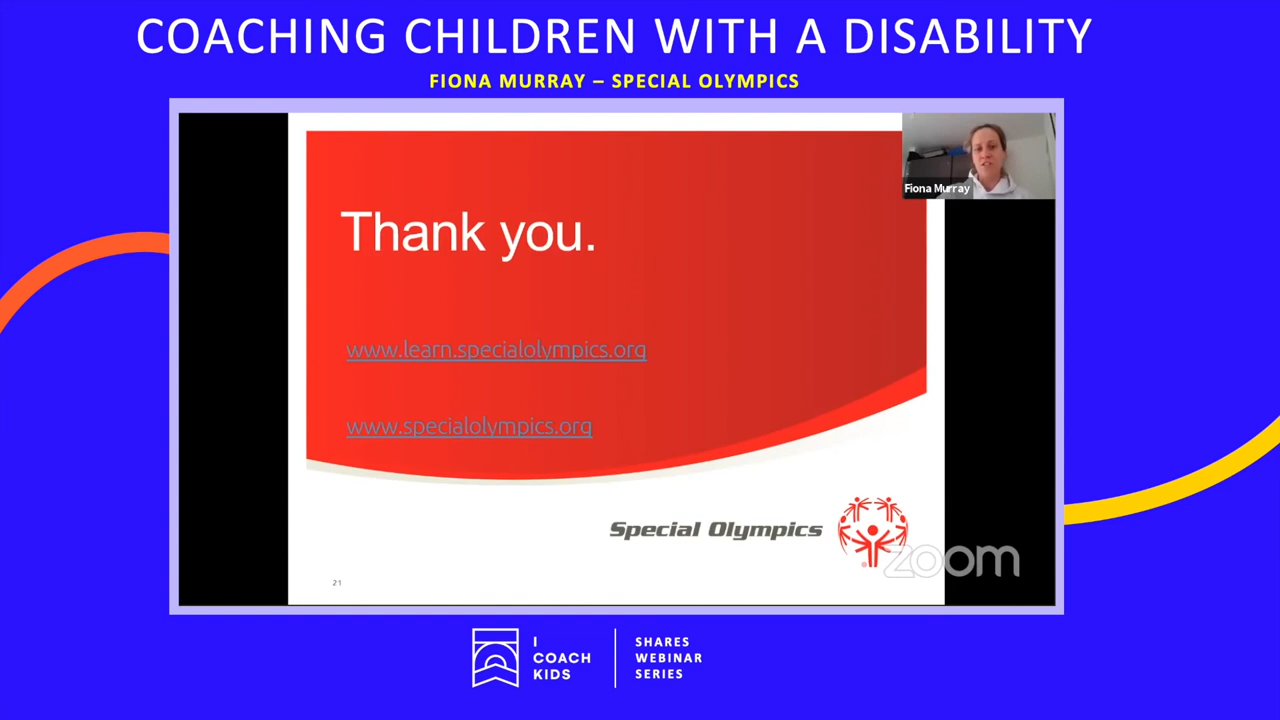 COACHING CHILDREN WITH A DISABILITY
FIONA MURRAY – SPECIAL OLYMPICS
Fiona Murray
Thank you.
www.learn.specialolympics.org
www.specialolympics.org
Special Olympics
®
zoom
21
I
COACH
KIDS
SHARES
WEBINAR
SERIES